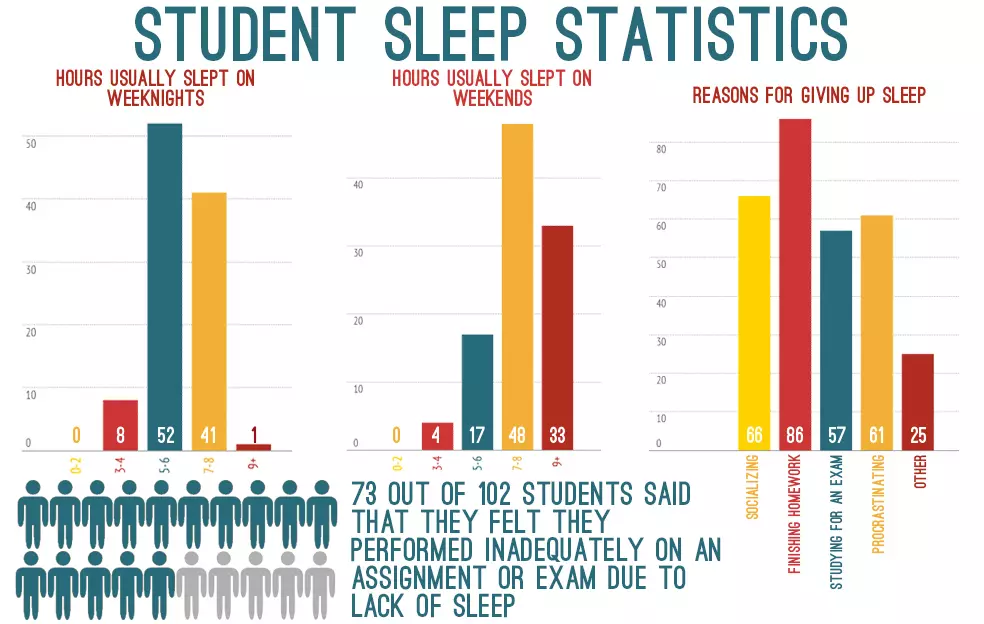 STUDENT SLEEP STATISTICS
HOURS USUALLY SLEPT ON
WEEKNIGHTS
50
40
30
20
10
0
0
8
52
41
1
0-2
3-4
5-6
7-8
9+
HOURS USUALLY SLEPT ON
WEEKENDS
40
30
20
10
0
0
4
17
48
33
0-2
3-4
5-6
7-8
9+
REASONS FOR GIVING UP SLEEP
80
70
60
50
40
30
20
10
0
66
86
57
61
25
SOCIALIZING
FINISHING HOMEWORK
STUDYING FOR AN EXAM
PROCRASTINATING
OTHER
73 OUT OF 102 STUDENTS SAID
THAT THEY FELT THEY
PERFORMED INADEQUATELY ON AN
ASSIGNMENT OR EXAM DUE TO
LACK OF SLEEP